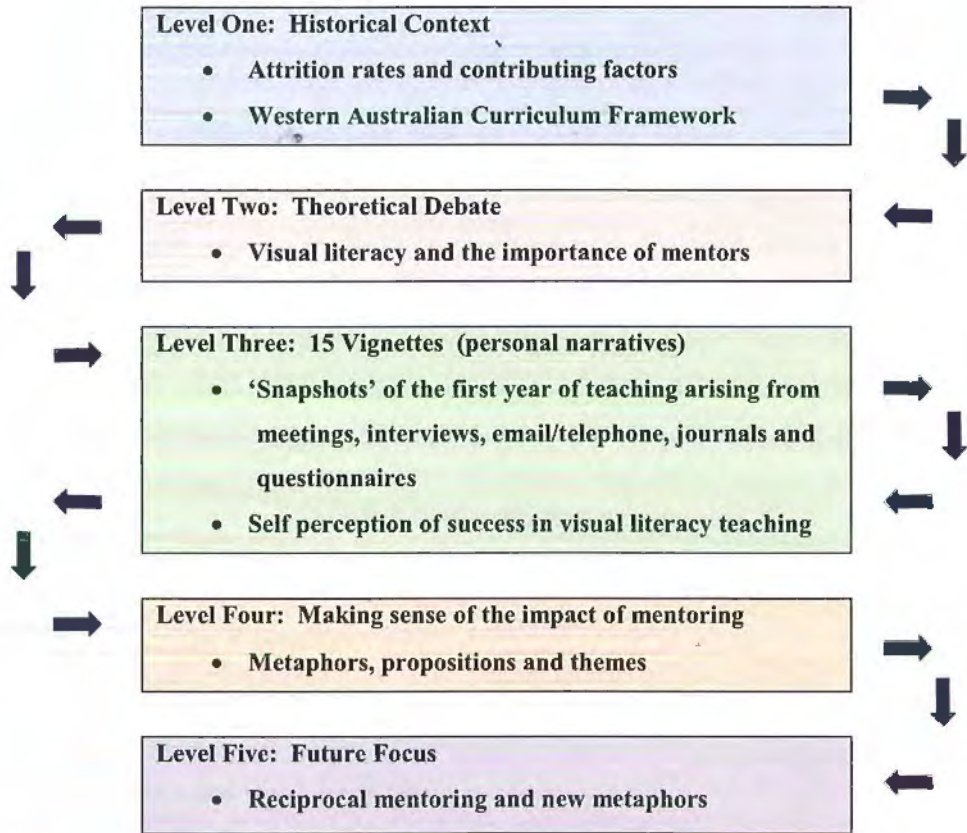 Level One: Historical Context
• Attrition rates and contributing factors
• Western Australian Curriculum Framework
Level Two: Theoretical Debate
• Visual literacy and the importance of mentors
Level Three: 15 Vignettes (personal narratives)
• ‘Snapshots’ of the first year of teaching arising from
meetings, interviews, email/telephone, journals and
questionnaires
• Self perception of success in visual literacy teaching
Level Four: Making sense of the impact of mentoring
• Metaphors, propositions and themes
Level Five: Future Focus
• Reciprocal mentoring and new metaphors